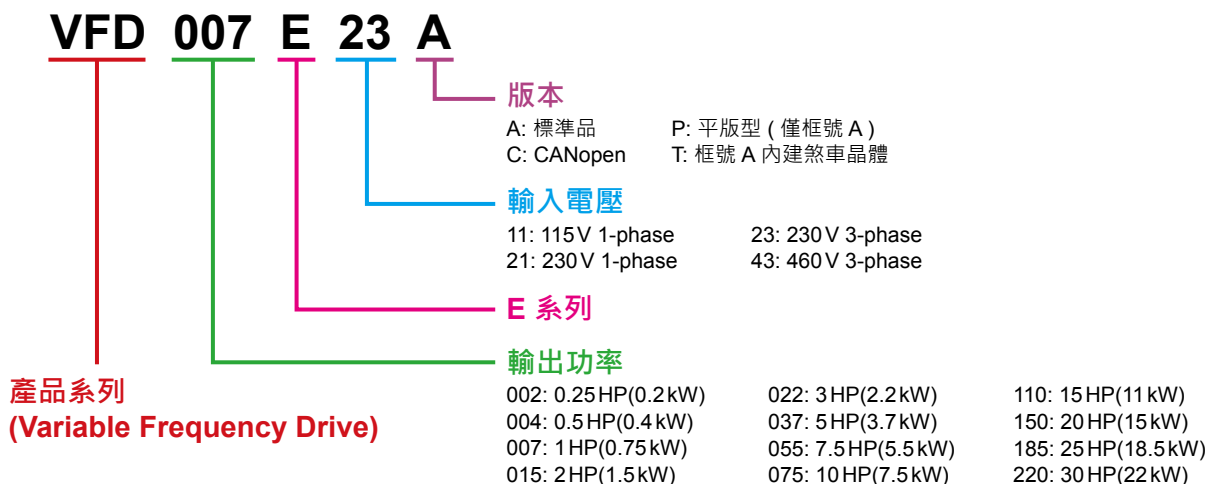 VFD 007 E 23 A
版本
A: 標準品 P: 平版型 ( 僅框號 A )
C: CANopen T: 框號 A 內建煞車晶體
輸入電壓
11: 115V 1-phase 23: 230V 3-phase
21: 230V 1-phase 43: 460V 3-phase
E 系列
輸出功率
產品系列
(Variable Frequency Drive)
002: 0.25HP(0.2kW) 022: 3HP(2.2kW) 110: 15HP(11kW)
004: 0.5HP(0.4kW) 037: 5HP(3.7kW) 150: 20HP(15kW)
007: 1HP(0.75kW) 055: 7.5HP(5.5kW) 185: 25HP(18.5kW)
015: 2HP(1.5kW) 075: 10HP(7.5kW) 220: 30HP(22kW)